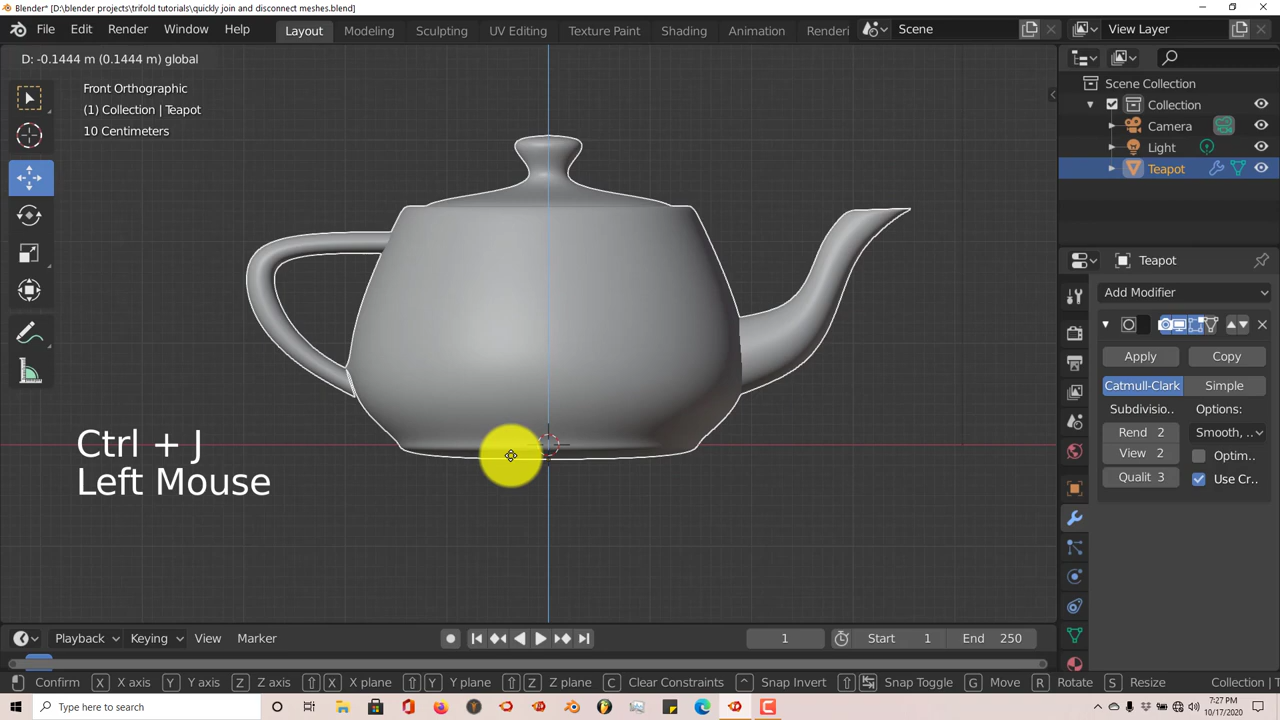 Blender* [D:\blender projects\trifold tutorials\quickly join and disconnect meshes.blend]
File Edit Render Window Help Layout Modeling Sculpting UV Editing Texture Paint Shading Animation Renderi Scene View Layer
D: -0.1444 m (0.1444 m) global
Front Orthographic
(1) Collection | Teapot
10 Centimeters
Scene Collection
Collection
Camera
Light
Teapot
Teapot
Add Modifier
Apply Copy
Catmull-Clark Simple
Subdivisio.. Options:
Rend 2 Smooth, ..
View 2 Optim..
Qualit 3 Use Cr..
Ctrl + J
Left Mouse
Playback Keying View Marker 1 Start 1 End 250
Confirm X X axis Y Y axis Z Z axis X X plane Y Y plane Z Z plane C Clear Constraints Snap Invert Snap Toggle G Move R Rotate S Resize Collection | T
Type here to search
7:27 PM
10/17/2020